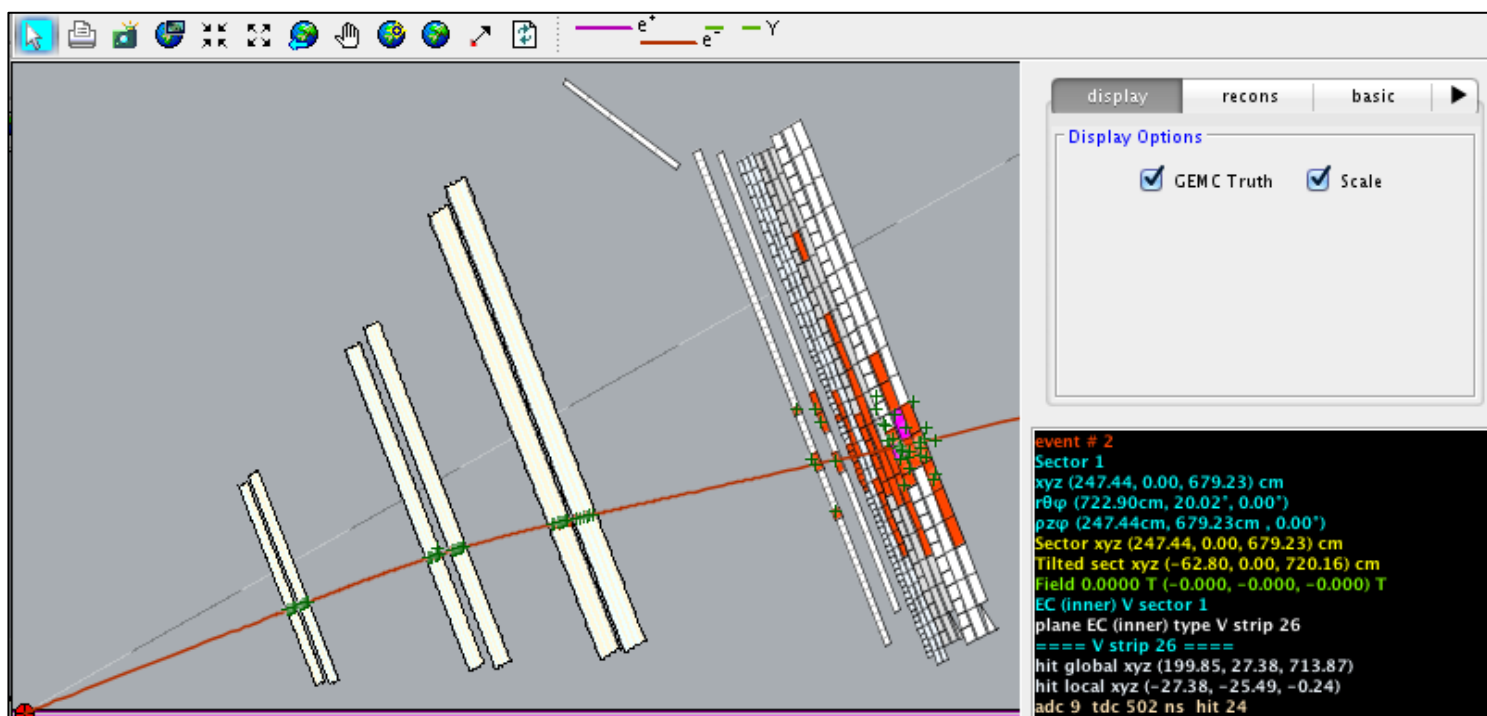 e+ e- γ
display recons basic
Display Options
GEMC Truth Scale
event # 2
Sector 1
xyz (247.44, 0.00, 679.23) cm
rθφ (722.90cm, 20.02°, 0.00°)
ρzφ (247.44cm, 679.23cm , 0.00°)
Sector xyz (247.44, 0.00, 679.23) cm
Tilted sect xyz (-62.80, 0.00, 720.16) cm
Field 0.0000 T (-0.000, -0.000, -0.000) T
EC (inner) V sector 1
plane EC (inner) type V strip 26
==== V strip 26 ====
hit global xyz (199.85, 27.38, 713.87)
hit local xyz (-27.38, -25.49, -0.24)
adc 9 tdc 502 ns hit 24